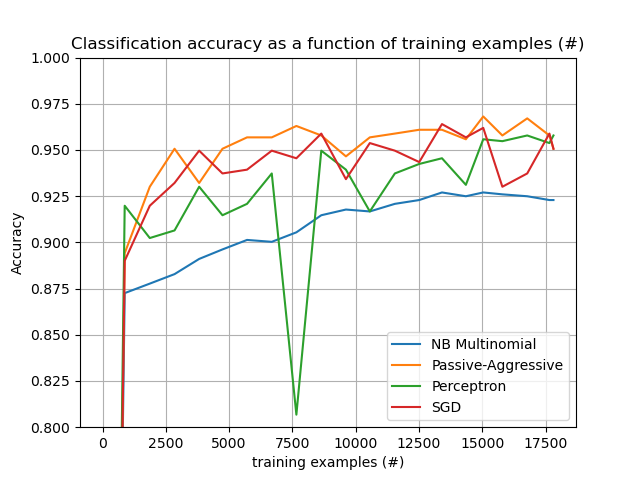 Classification accuracy as a function of training examples (#)
1.000
0.975
0.950
0.925
0.900
0.875
0.850
0.825
0.800
Accuracy
NB Multinomial
Passive-Aggressive
Perceptron
SGD
0 2500 5000 7500 10000 12500 15000 17500
training examples (#)